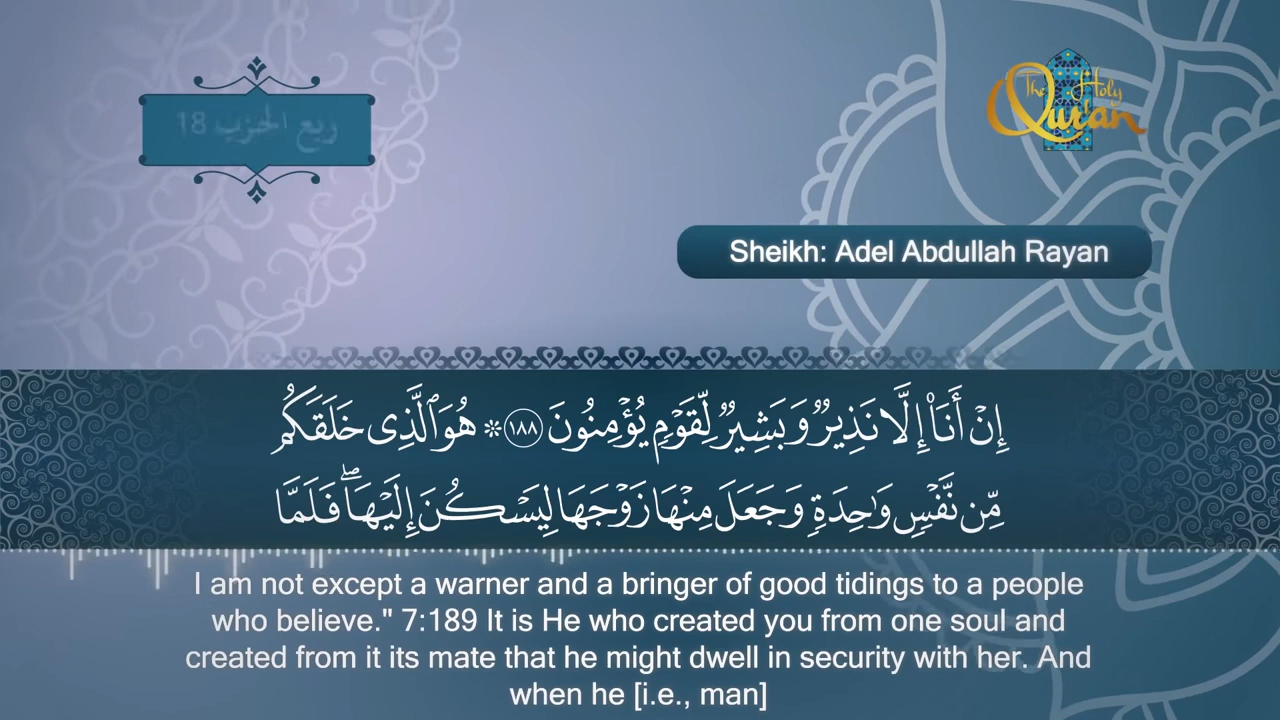 ربع الحزب 18
The Holy
Qur'an
Sheikh: Adel Abdullah Rayan
إِنْ أَنَا۠ إِلَّا نَذِيرٌ وَبَشِيرٌ لِّقَوْمٍ يُؤْمِنُونَ ١٨٨ ۞ هُوَ ٱلَّذِى خَلَقَكُم
مِّن نَّفْسٍ وَٰحِدَةٍ وَجَعَلَ مِنْهَا زَوْجَهَا لِيَسْكُنَ إِلَيْهَا ۖ فَلَمَّا
I am not except a warner and a bringer of good tidings to a people
who believe." 7:189 It is He who created you from one soul and
created from it its mate that he might dwell in security with her. And
when he [i.e., man]